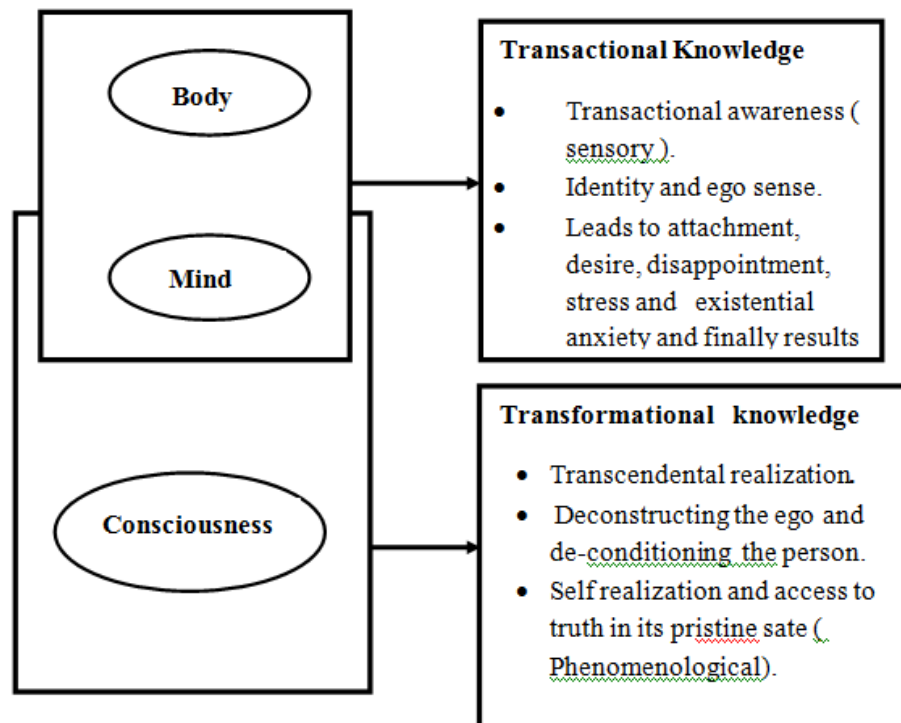 Body
Mind
Consciousness
Transactional Knowledge
• Transactional awareness (
sensory ).
• Identity and ego sense.
• Leads to attachment,
desire, disappointment,
stress and existential
anxiety and finally results
Transformational knowledge
• Transcendental realization.
• Deconstructing the ego and
de-conditioning the person.
• Self realization and access to
truth in its pristine sate (
Phenomenological).